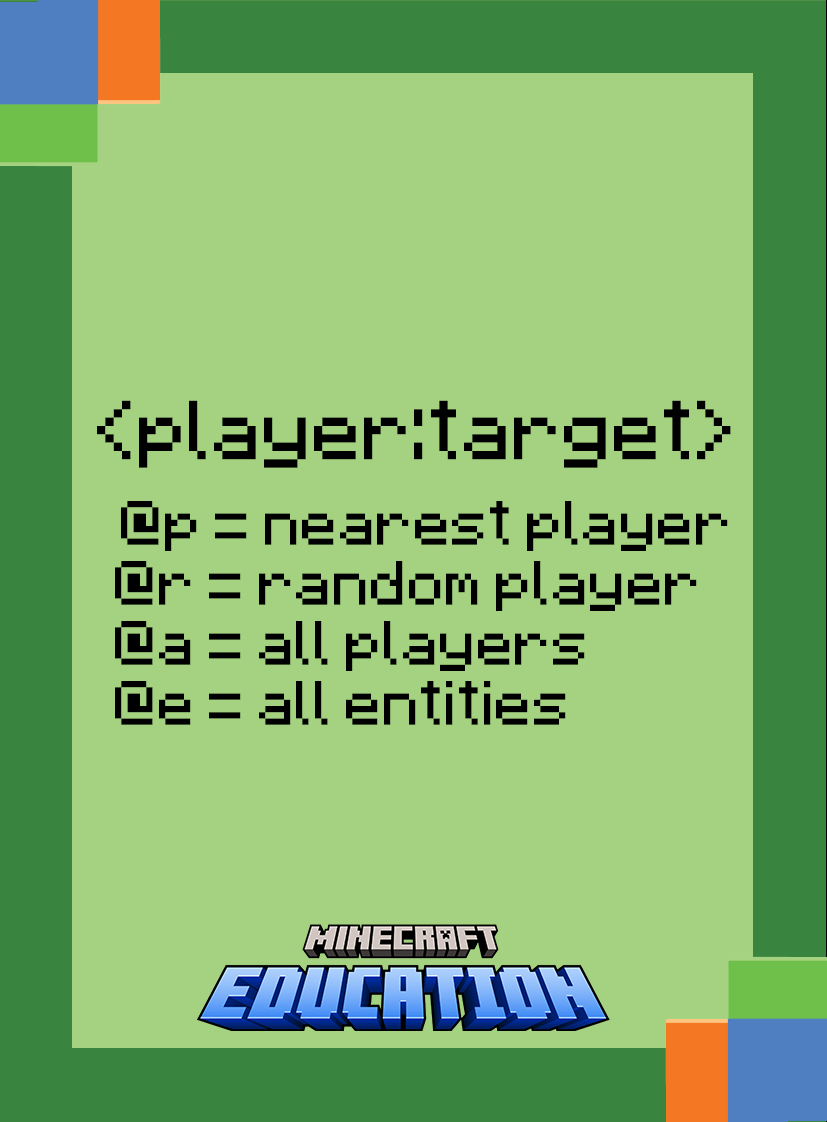 <player:target>
@p = nearest player
@r = random player
@a = all players
@e = all entities
MINECRAFT
EDUCATION